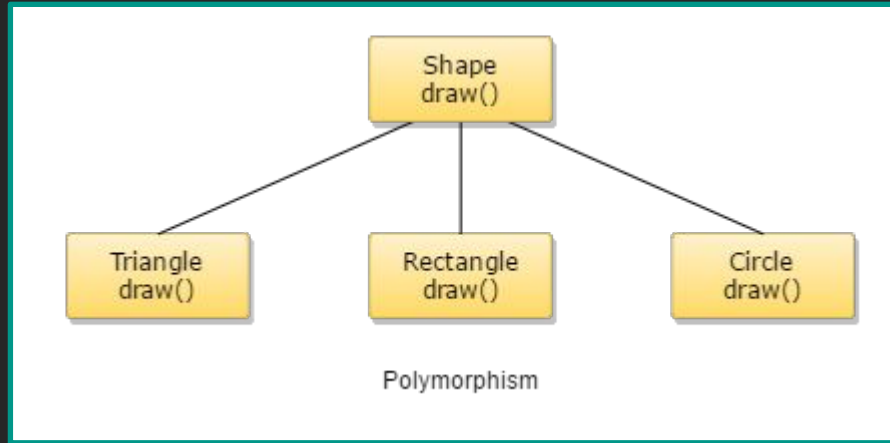 Shape
draw()
Triangle
draw()
Rectangle
draw()
Circle
draw()
Polymorphism